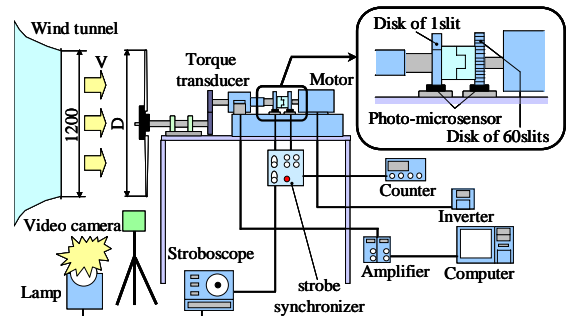 Wind tunnel
V
1200
D
Torque
transducer
Motor
Disk of 1slit
Photo-microsensor
Disk of 60slits
Video camera
Lamp
Stroboscope
strobe
synchronizer
Counter
Inverter
Amplifier
Computer